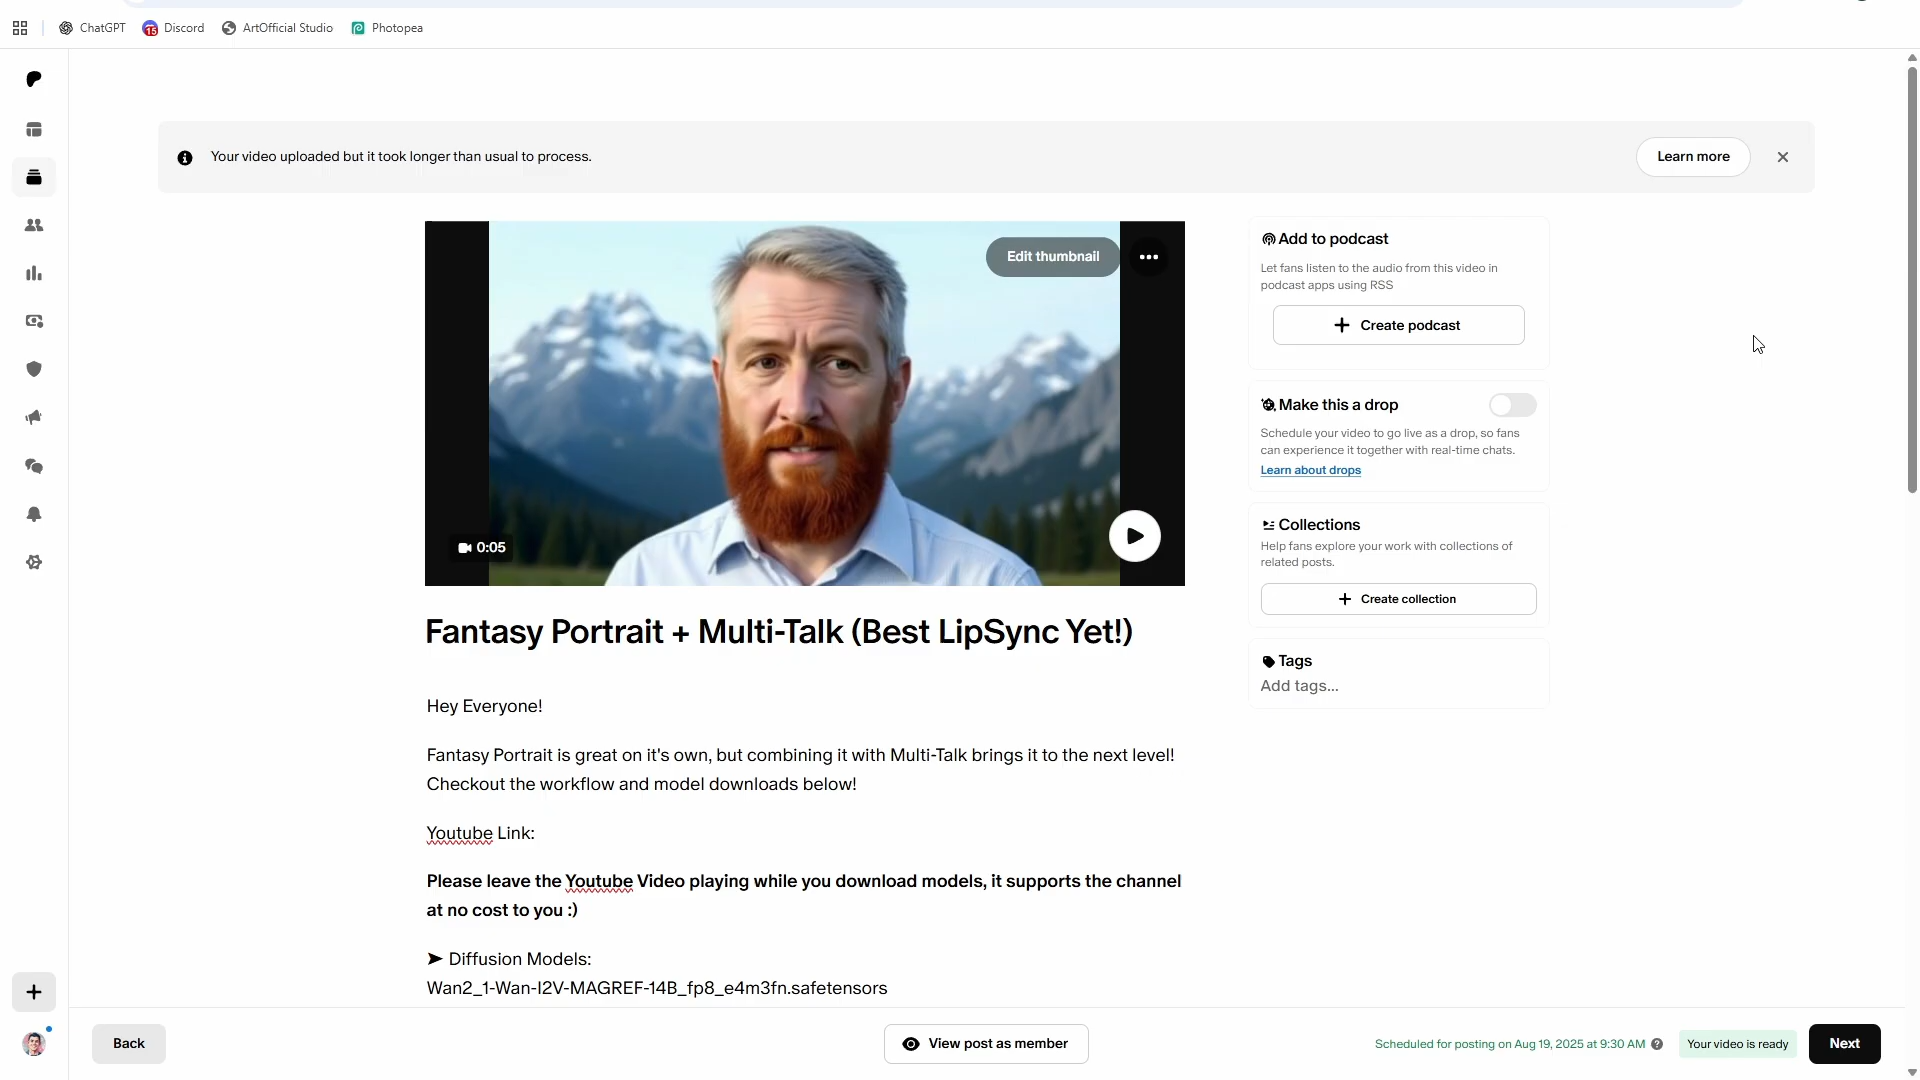 ChatGPT
15
Discord
ArtOfficial Studio
Photopea
Your video uploaded but it took longer than usual to process.
Learn more
Edit thumbnail
0:05
Fantasy Portrait + Multi-Talk (Best LipSync Yet!)
Hey Everyone!
Fantasy Portrait is great on it's own, but combining it with Multi-Talk brings it to the next level!
Checkout the workflow and model downloads below!
Youtube Link:
Please leave the Youtube Video playing while you download models, it supports the channel
at no cost to you :)
➤ Diffusion Models:
Wan2_1-Wan-I2V-MAGREF-14B_fp8_e4m3fn.safetensors
Add to podcast
Let fans listen to the audio from this video in
podcast apps using RSS
Create podcast
Make this a drop
Schedule your video to go live as a drop, so fans
can experience it together with real-time chats.
Learn about drops
Collections
Help fans explore your work with collections of
related posts.
Create collection
Tags
Add tags...
Back
View post as member
Scheduled for posting on Aug 19, 2025 at 9:30 AM
Your video is ready
Next